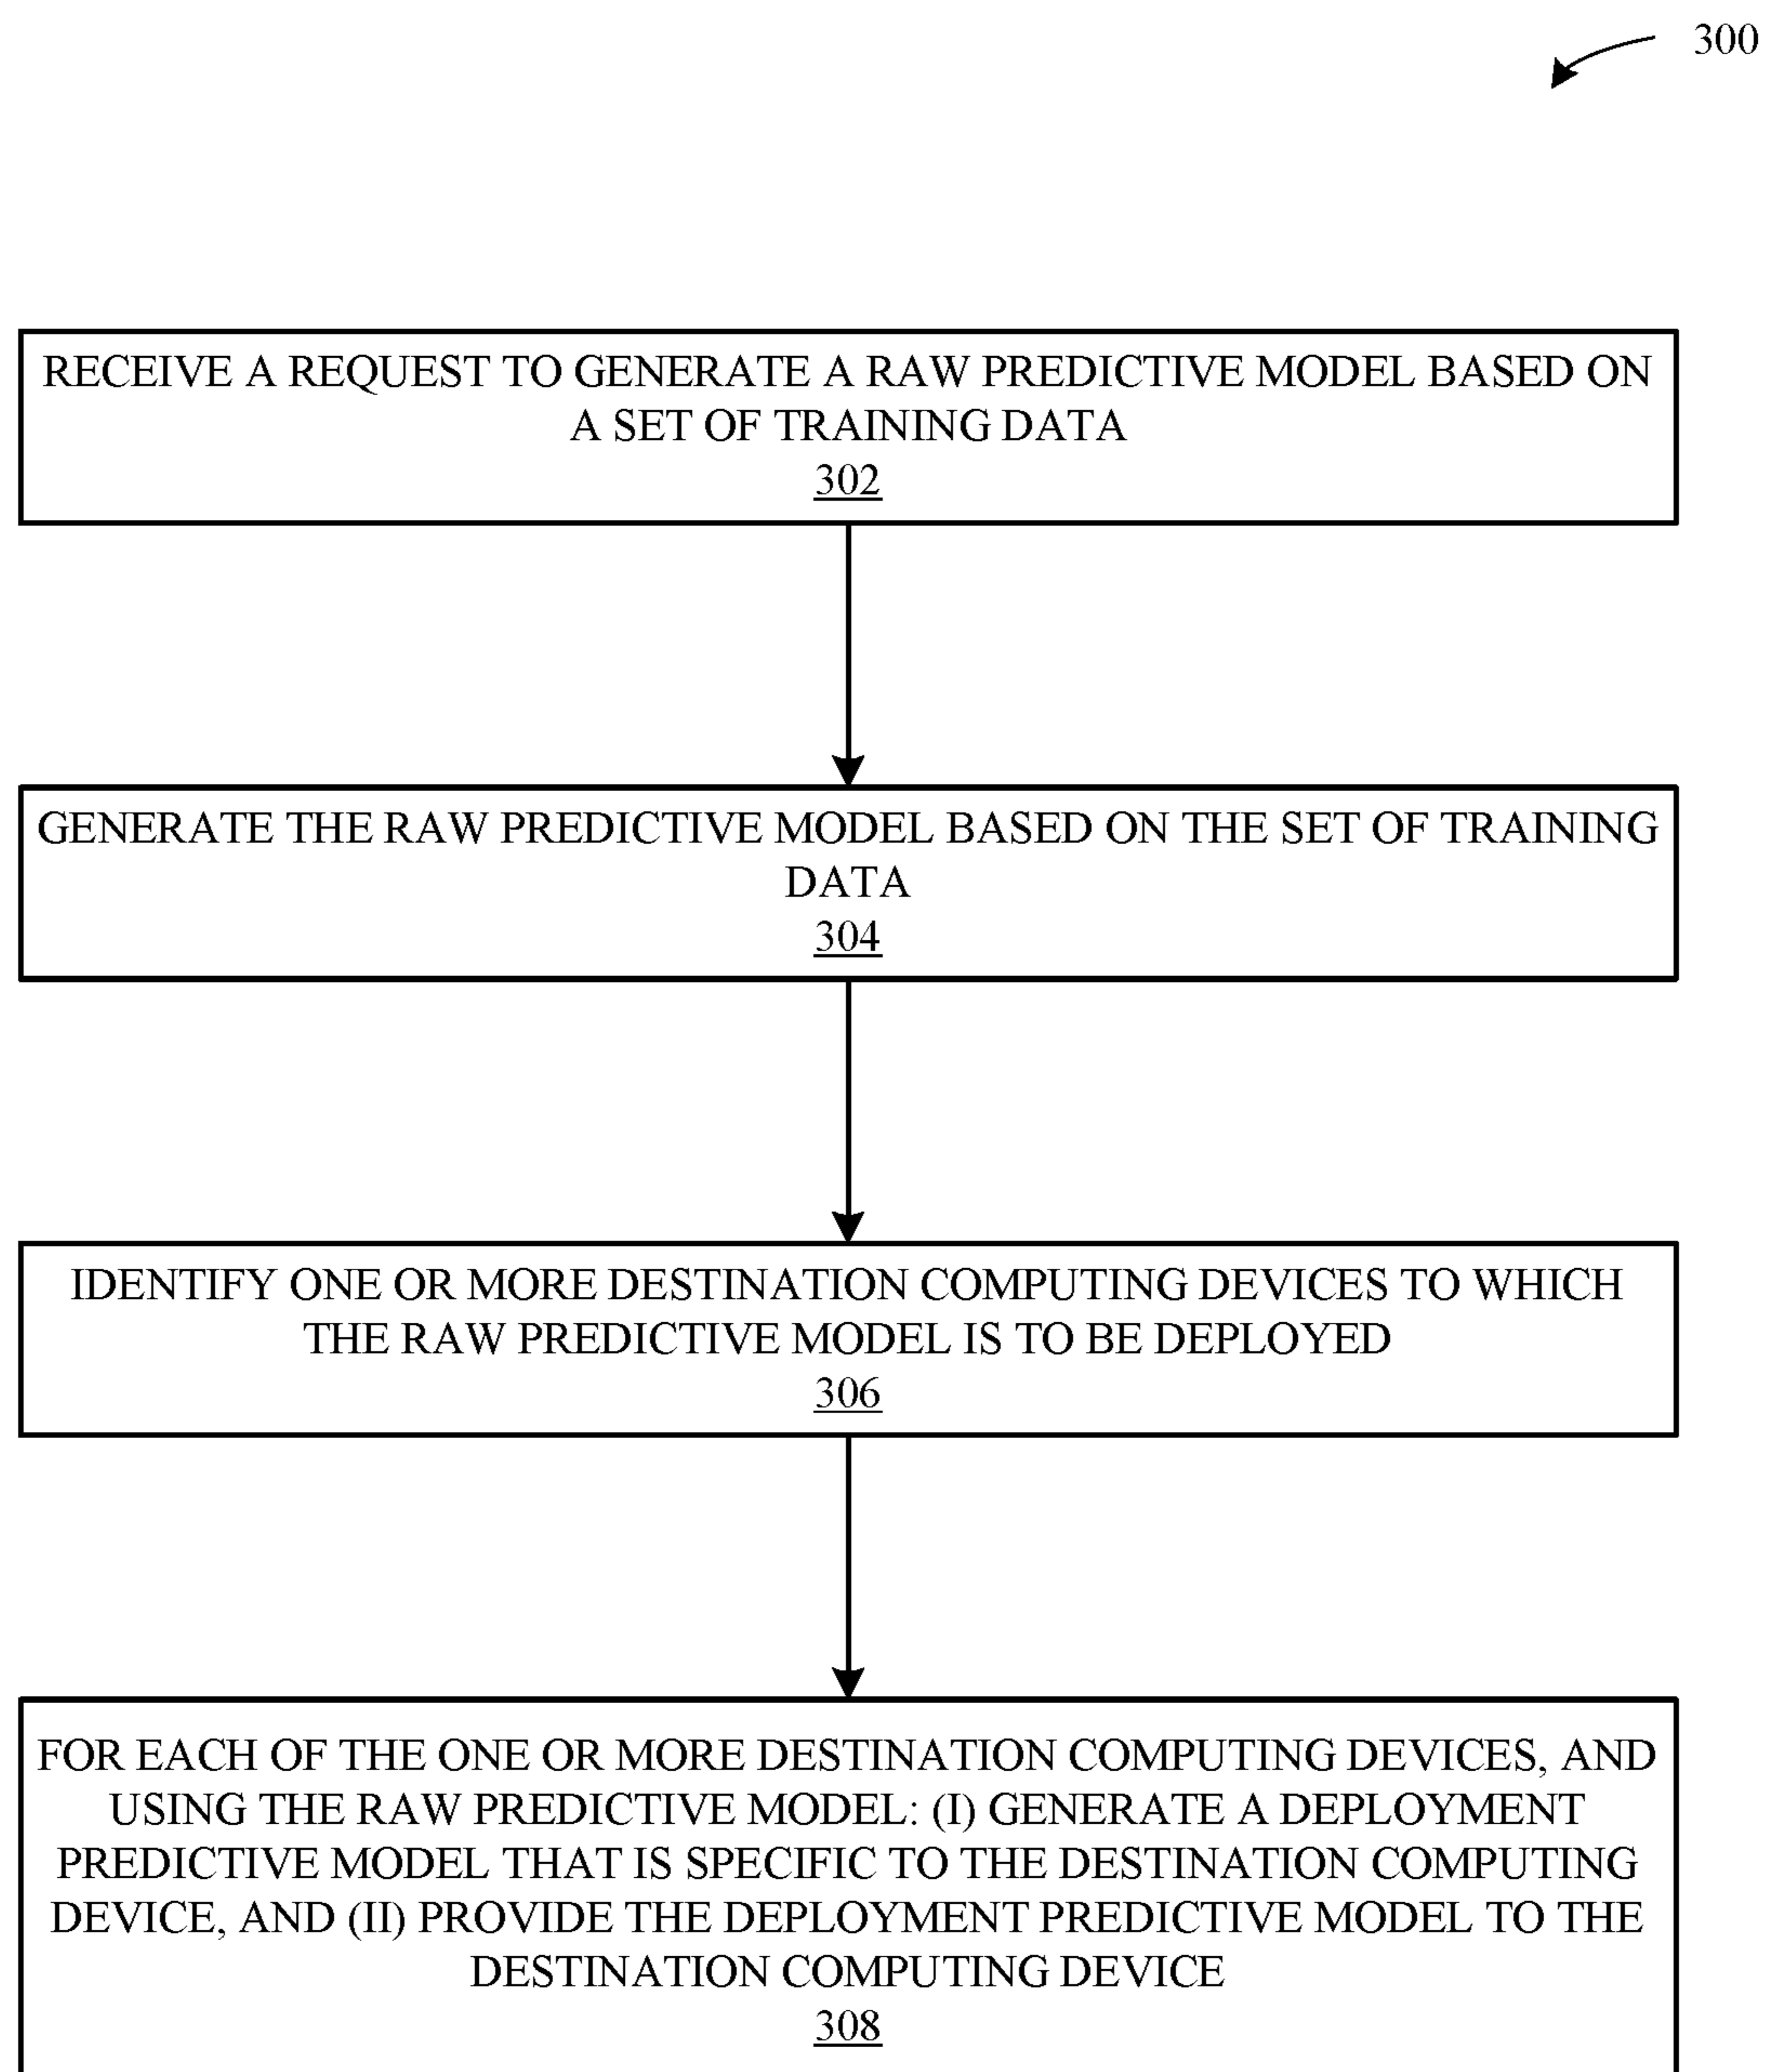 300
RECEIVE A REQUEST TO GENERATE A RAW PREDICTIVE MODEL BASED ON
A SET OF TRAINING DATA
302
GENERATE THE RAW PREDICTIVE MODEL BASED ON THE SET OF TRAINING
DATA
304
IDENTIFY ONE OR MORE DESTINATION COMPUTING DEVICES TO WHICH
THE RAW PREDICTIVE MODEL IS TO BE DEPLOYED
306
FOR EACH OF THE ONE OR MORE DESTINATION COMPUTING DEVICES, AND
USING THE RAW PREDICTIVE MODEL: (I) GENERATE A DEPLOYMENT
PREDICTIVE MODEL THAT IS SPECIFIC TO THE DESTINATION COMPUTING
DEVICE, AND (II) PROVIDE THE DEPLOYMENT PREDICTIVE MODEL TO THE
DESTINATION COMPUTING DEVICE
308